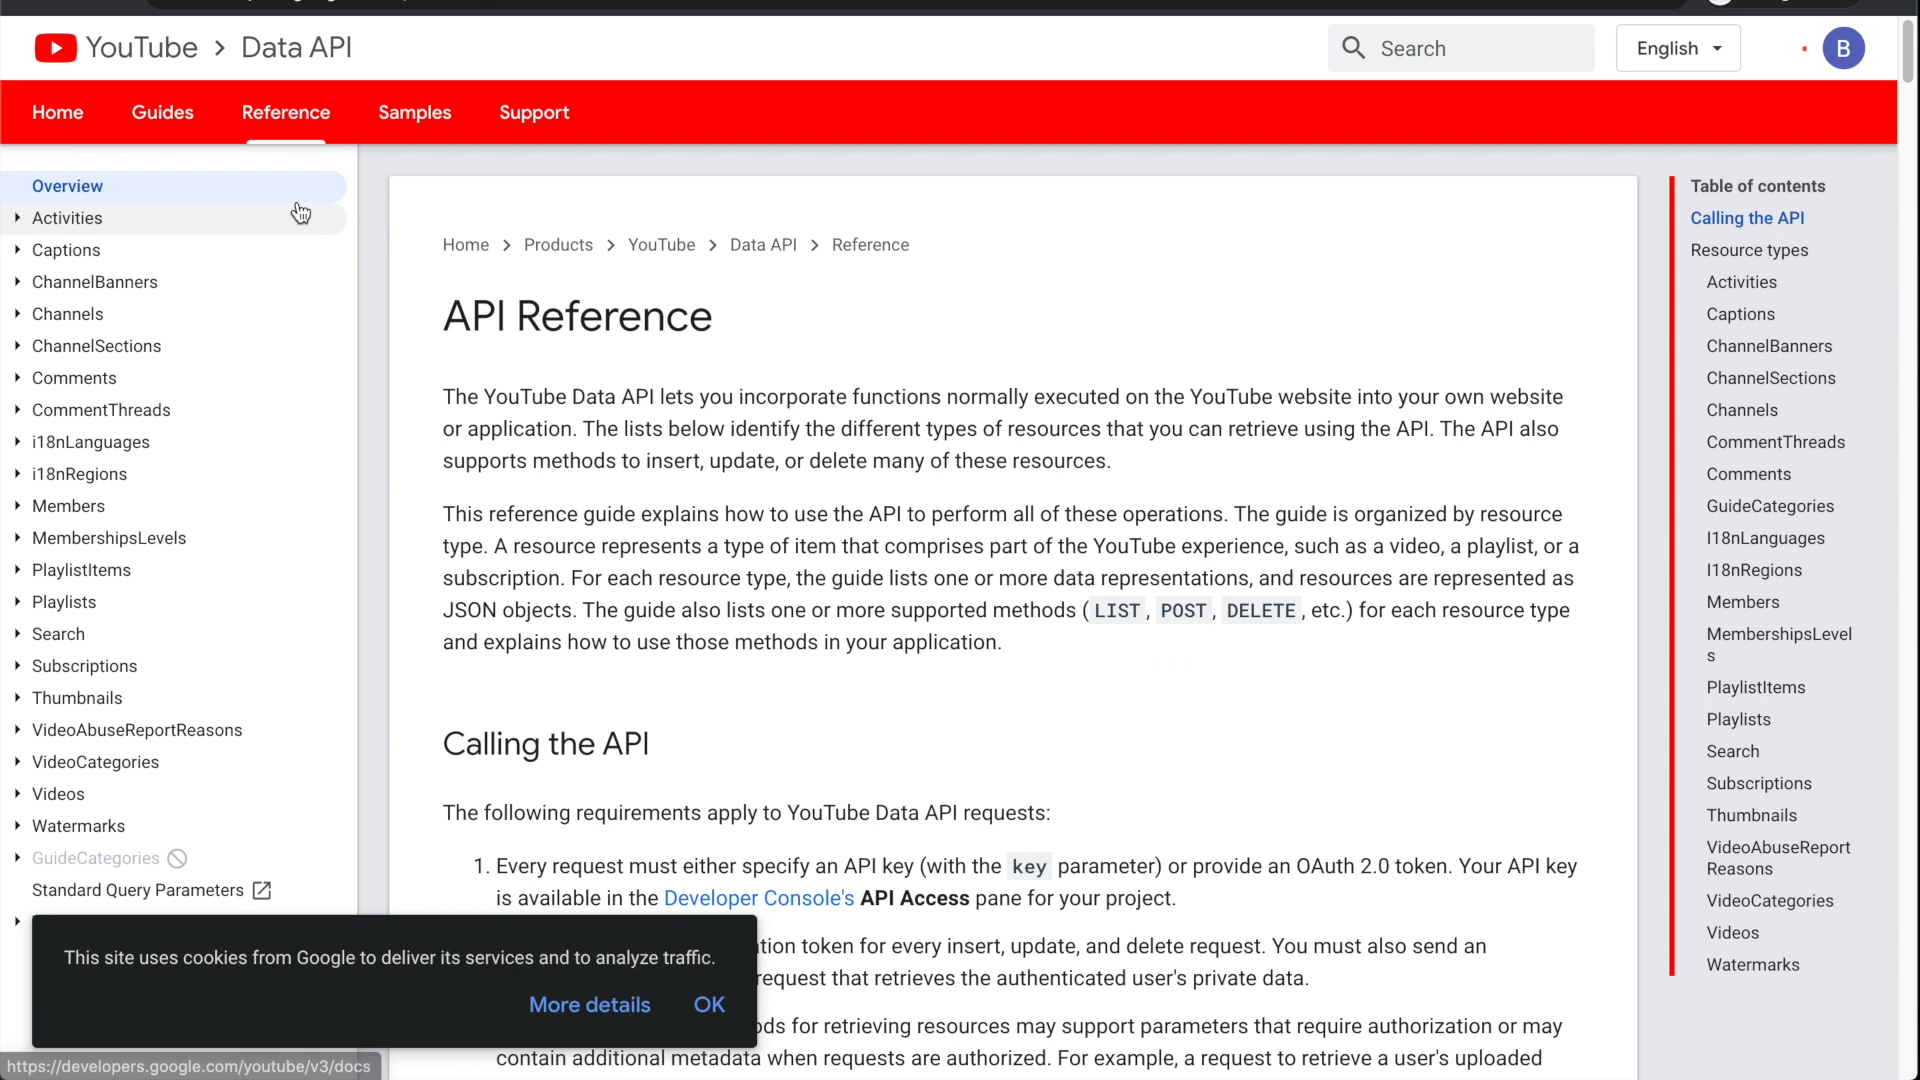 YouTube > Data API
Search
English
B
Home Guides Reference Samples Support
Overview
Activities
Captions
ChannelBanners
Channels
ChannelSections
Comments
CommentThreads
i18nLanguages
i18nRegions
Members
MembershipsLevels
PlaylistItems
Playlists
Search
Subscriptions
Thumbnails
VideoAbuseReportReasons
VideoCategories
Videos
Watermarks
GuideCategories
Standard Query Parameters
Home > Products > YouTube > Data API > Reference
API Reference
The YouTube Data API lets you incorporate functions normally executed on the YouTube website into your own website
or application. The lists below identify the different types of resources that you can retrieve using the API. The API also
supports methods to insert, update, or delete many of these resources.
This reference guide explains how to use the API to perform all of these operations. The guide is organized by resource
type. A resource represents a type of item that comprises part of the YouTube experience, such as a video, a playlist, or a
subscription. For each resource type, the guide lists one or more data representations, and resources are represented as
JSON objects. The guide also lists one or more supported methods (LIST, POST, DELETE, etc.) for each resource type
and explains how to use those methods in your application.
Calling the API
The following requirements apply to YouTube Data API requests:
1. Every request must either specify an API key (with the key parameter) or provide an OAuth 2.0 token. Your API key
is available in the Developer Console's API Access pane for your project.
token for every insert, update, and delete request. You must also send an
request that retrieves the authenticated user's private data.
for retrieving resources may support parameters that require authorization or may
contain additional metadata when requests are authorized. For example, a request to retrieve a user's uploaded
This site uses cookies from Google to deliver its services and to analyze traffic.
More details OK
https://developers.google.com/youtube/v3/docs
Table of contents
Calling the API
Resource types
Activities
Captions
ChannelBanners
ChannelSections
Channels
CommentThreads
Comments
GuideCategories
I18nLanguages
I18nRegions
Members
MembershipsLevel
s
PlaylistItems
Playlists
Search
Subscriptions
Thumbnails
VideoAbuseReport
Reasons
VideoCategories
Videos
Watermarks